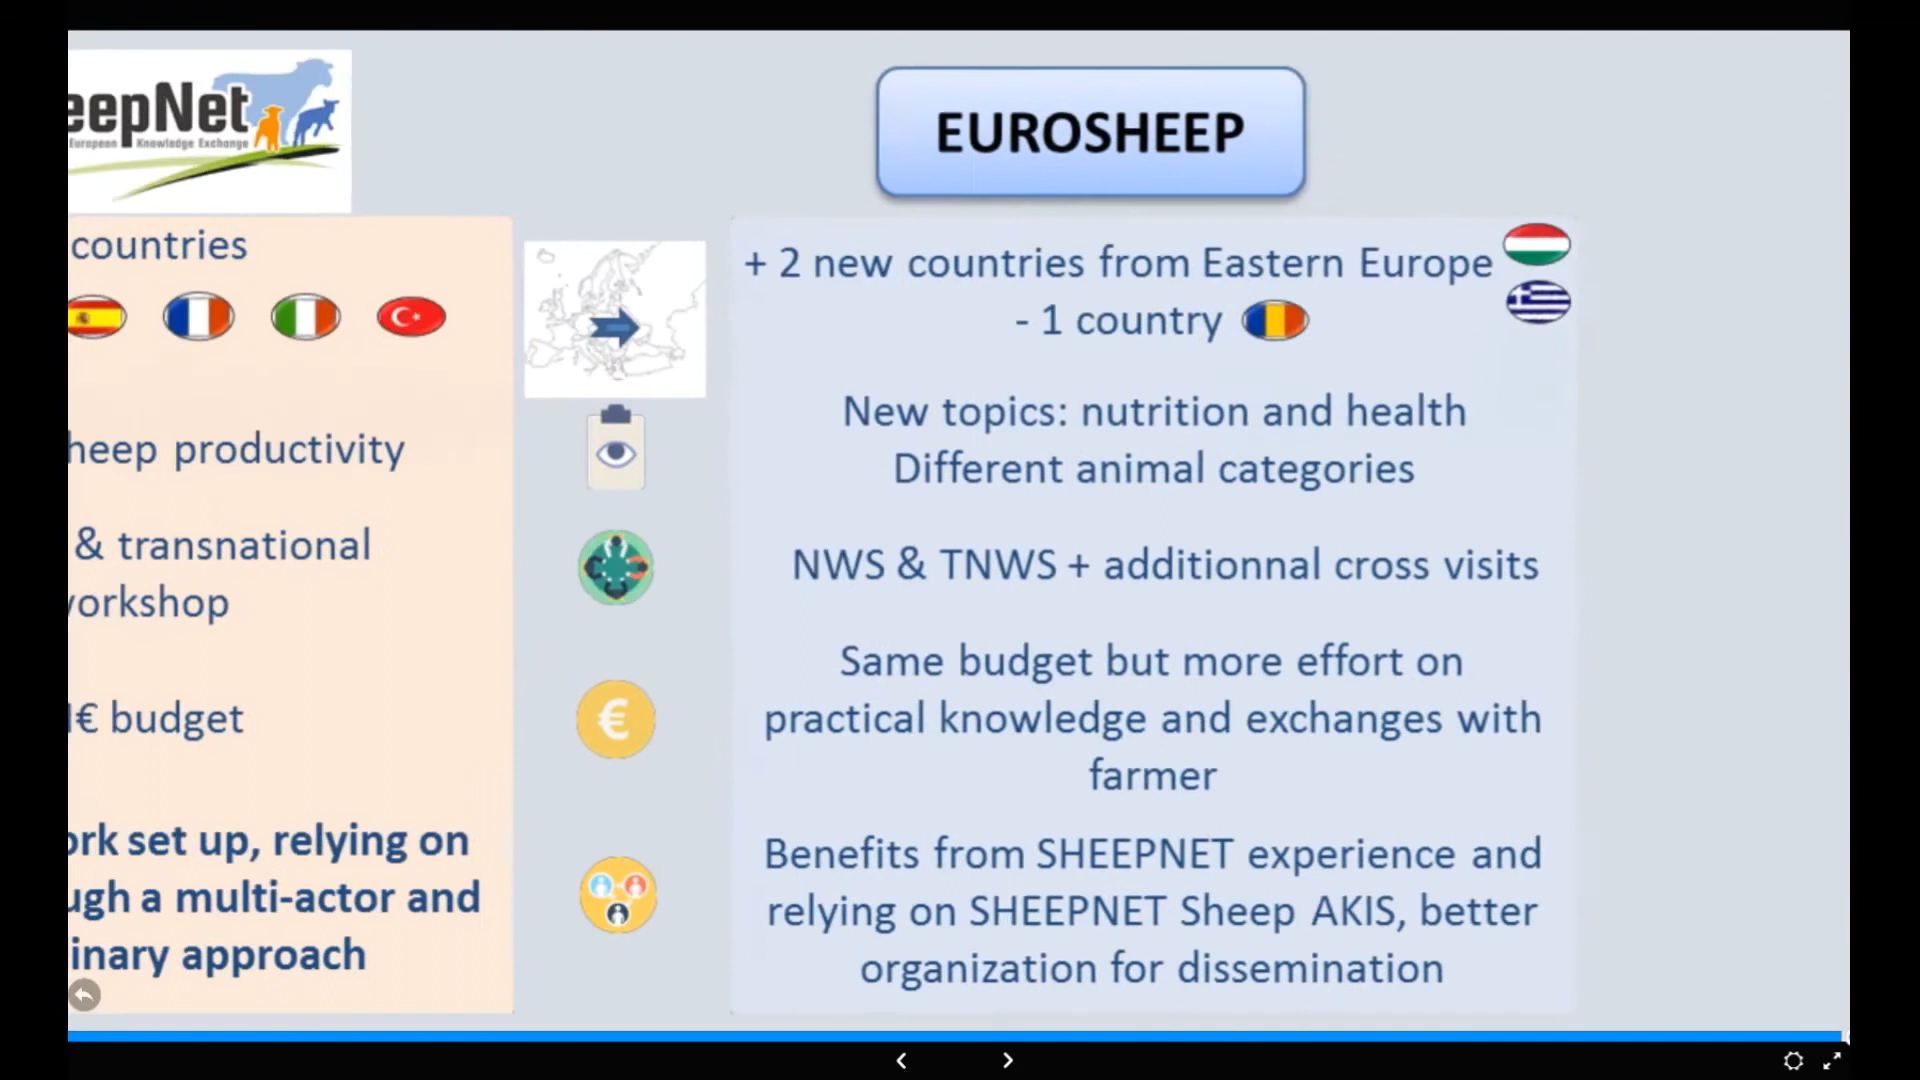 eepNet
European Knowledge Exchange
countries
heep productivity
& transnational
workshop
€ budget
ork set up, relying on
ugh a multi-actor and
inary approach
EUROSHEEP
+ 2 new countries from Eastern Europe
- 1 country
New topics: nutrition and health
Different animal categories
NWS & TNWS + additionnal cross visits
€
Same budget but more effort on
practical knowledge and exchanges with
farmer
Benefits from SHEEPNET experience and
relying on SHEEPNET Sheep AKIS, better
organization for dissemination